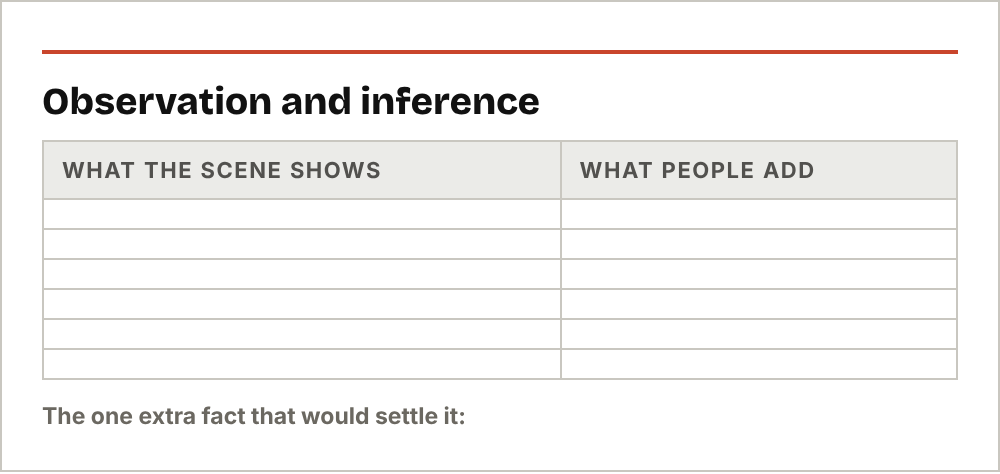 Observation and inference
WHAT THE SCENE SHOWS
WHAT PEOPLE ADD
The one extra fact that would settle it: